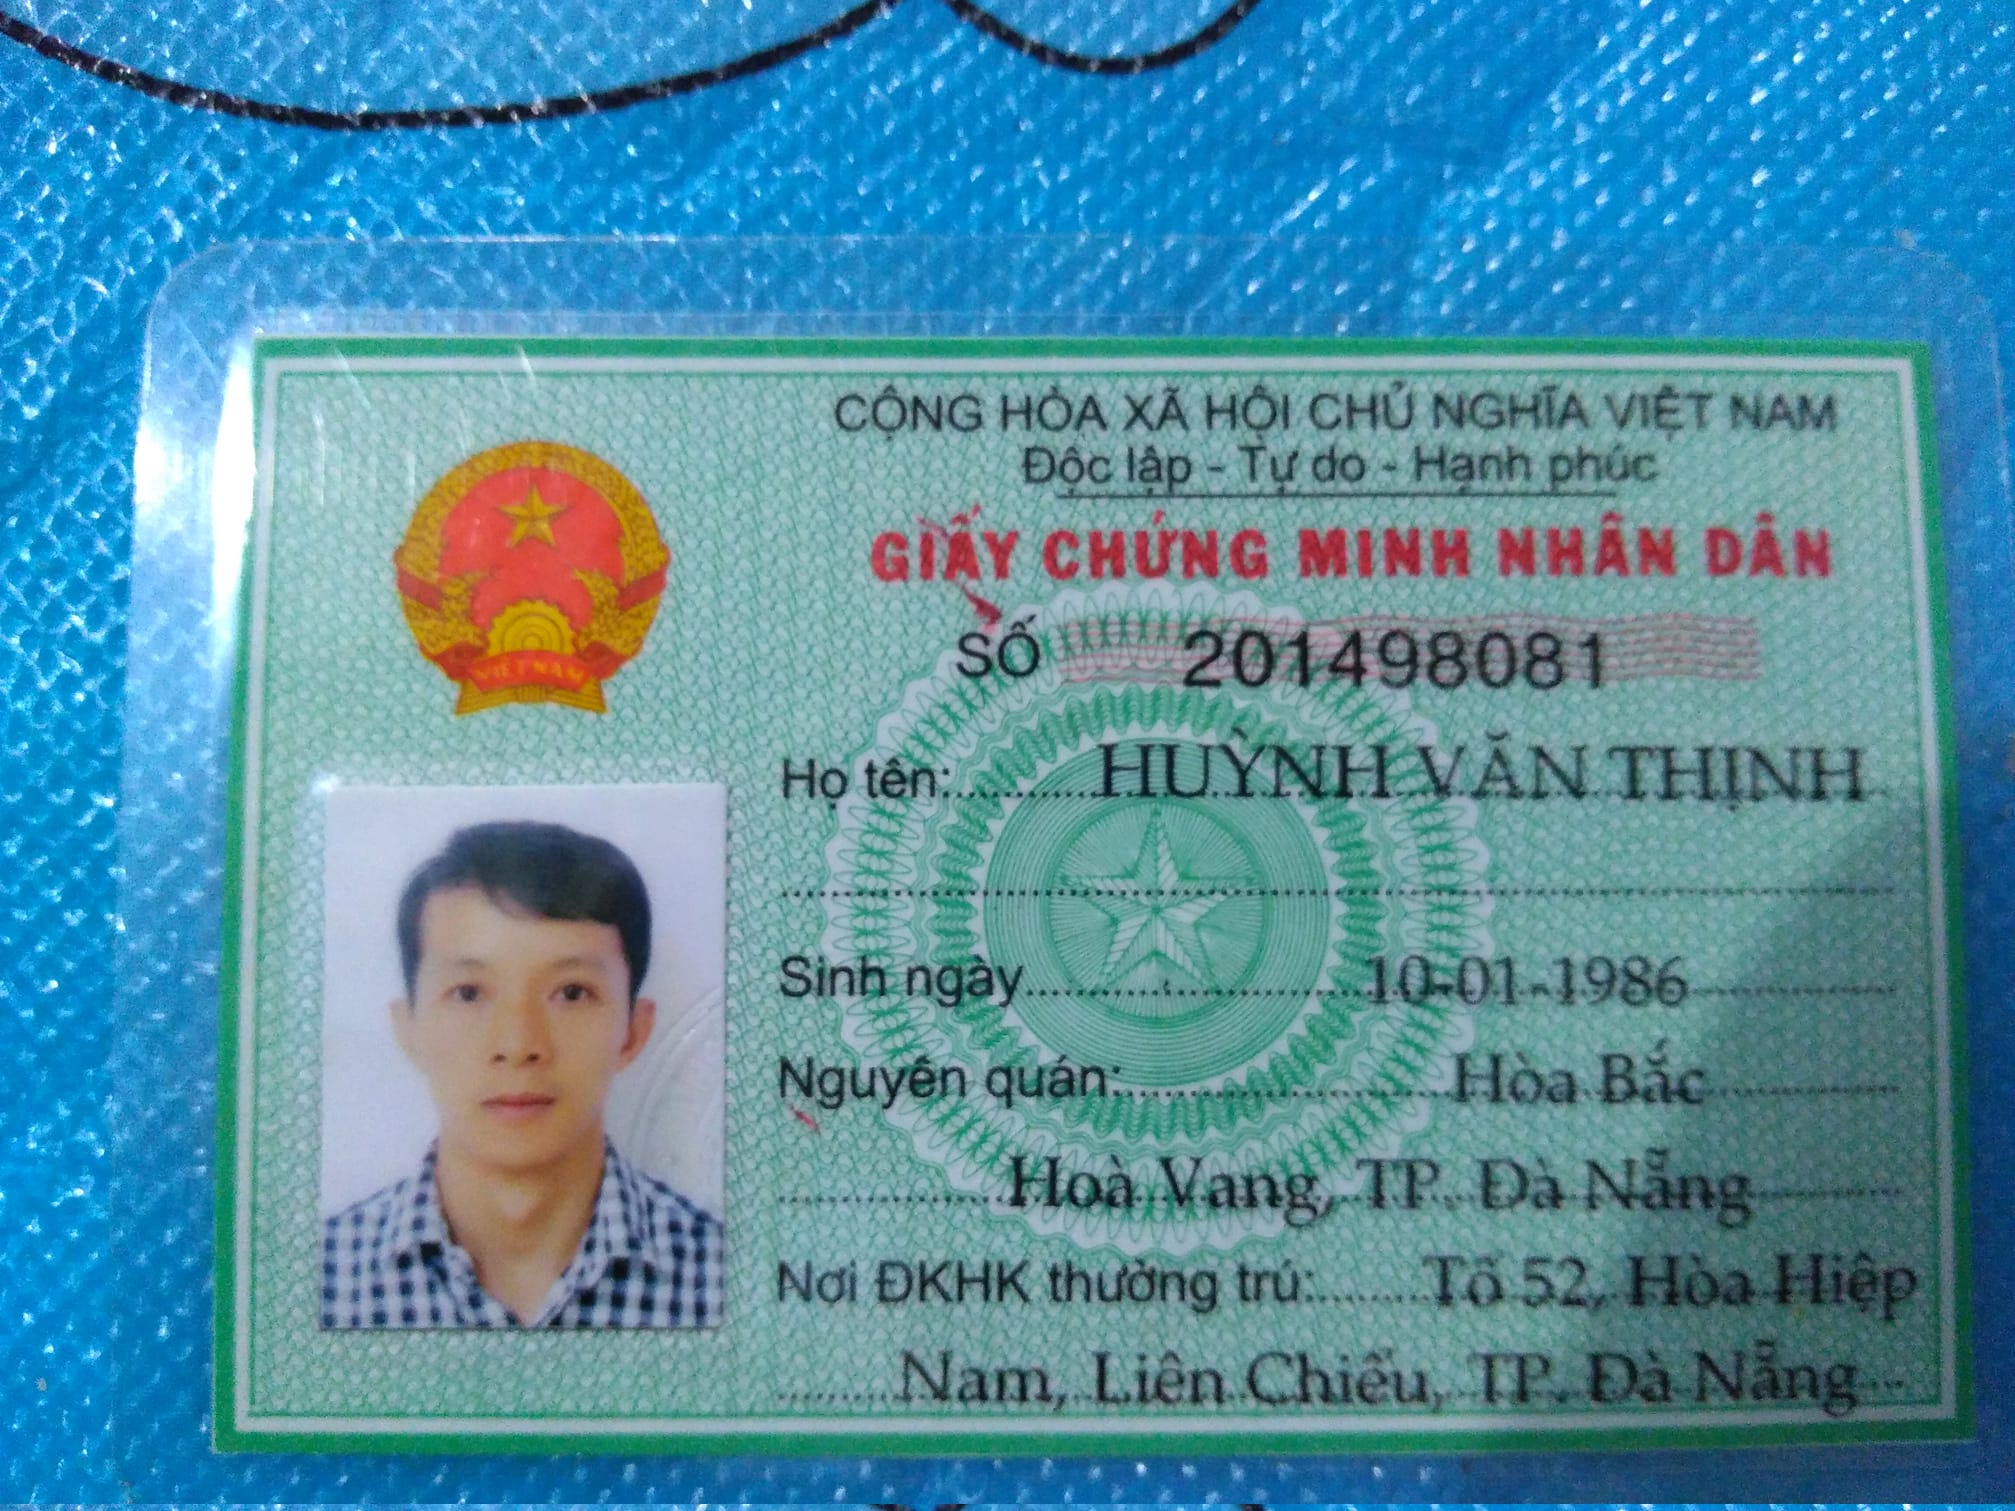 CỘNG HÒA XÃ HỘI CHỦ NGHĨA VIỆT NAM
Độc lập - Tự do - Hạnh phúc
GIẤY CHỨNG MINH NHÂN DÂN
SỐ 201498081
VIỆT NAM
Họ tên: HUỲNH VĂN THỊNH
Sinh ngày 10-01-1986
Nguyên quán: Hòa Bắc
Hoà Vang, TP. Đà Nẵng
Nơi ĐKHK thường trú: Tổ 52, Hòa Hiệp
Nam, Liên Chiểu, TP. Đà Nẵng